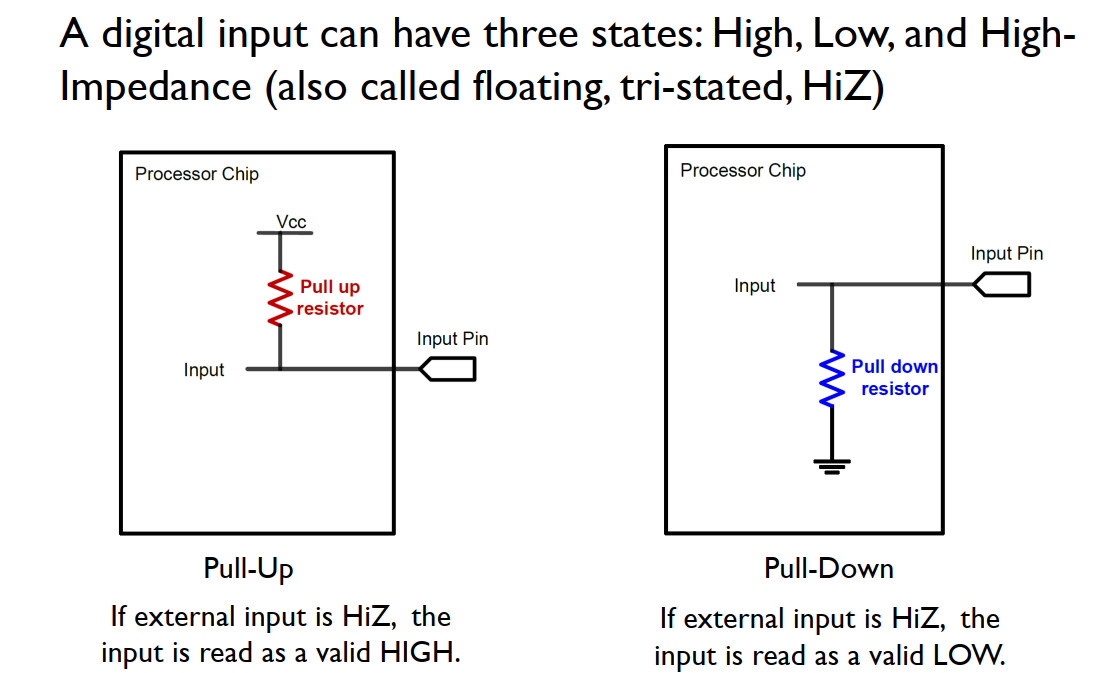 A digital input can have three states: High, Low, and High-
Impedance (also called floating, tri-stated, HiZ)
Processor Chip
Vcc
Pull up
resistor
Input Pin
Input
Pull-Up
If external input is HiZ, the
input is read as a valid HIGH.
Processor Chip
Input Pin
Input
Pull down
resistor
Pull-Down
If external input is HiZ, the
input is read as a valid LOW.